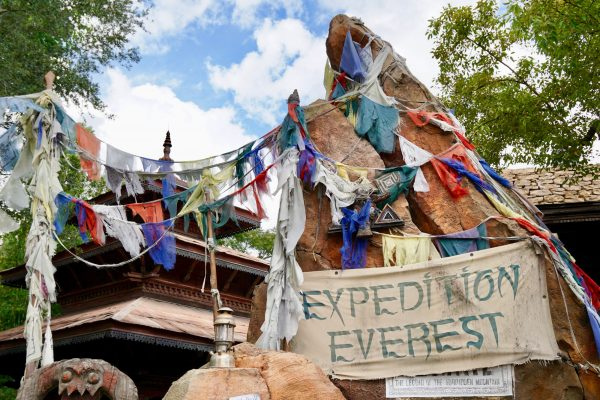 EXPEDITION
EVEREST
THE LEGEND OF THE FORBIDDEN MOUNTAIN